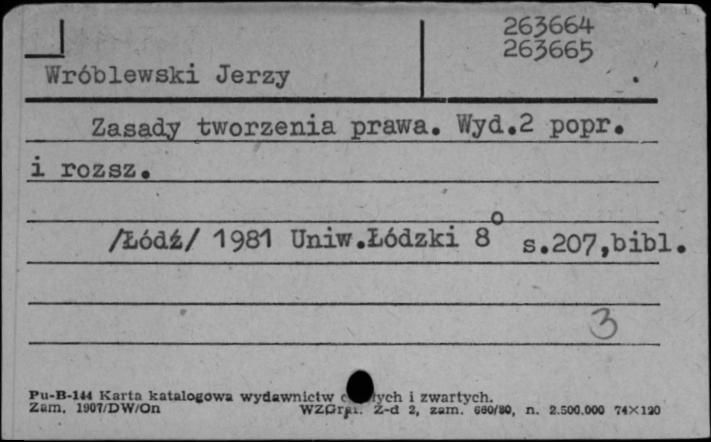 263664
263665
Wróblewski Jerzy
Zasady tworzenia prawa. Wyd.2 popr.
i rozsz.
/Łódź/ 1981 Uniw.Łódzki 8° s.207,bibl.
3
Pu-B-144 Karta katalogowa wydawnictw i zwartych.
Zam. 1907/DW/On WZGraf. Z-d 2, zam. 660/80, n. 2.500.000 74×120